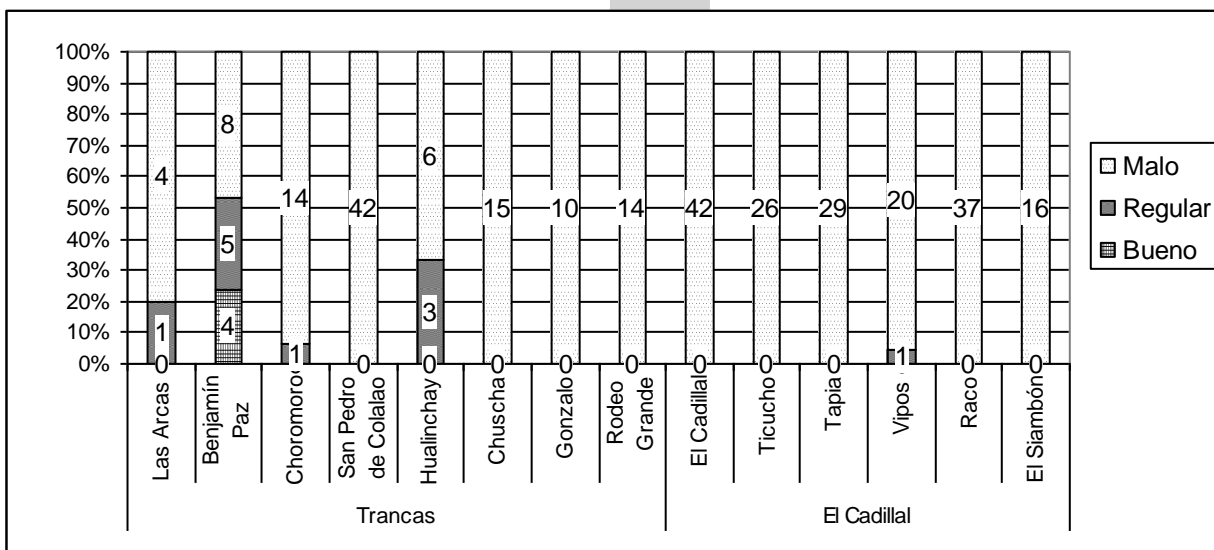 100%
90%
80%
70%
60%
50%
40%
30%
20%
10%
0%
4
1
0
8
5
4
14
1
42
0
6
3
0
15
0
10
0
14
0
42
0
26
0
29
0
20
1
37
0
16
0
Malo
Regular
Bueno
Las Arcas
Benjamín
Paz
Choromoro
San Pedro
de Colalao
Hualinchay
Chuscha
Gonzalo
Rodeo
Grande
El Cadillal
Ticucho
Tapia
Vipos
Raco
El Siambón
Trancas
El Cadillal